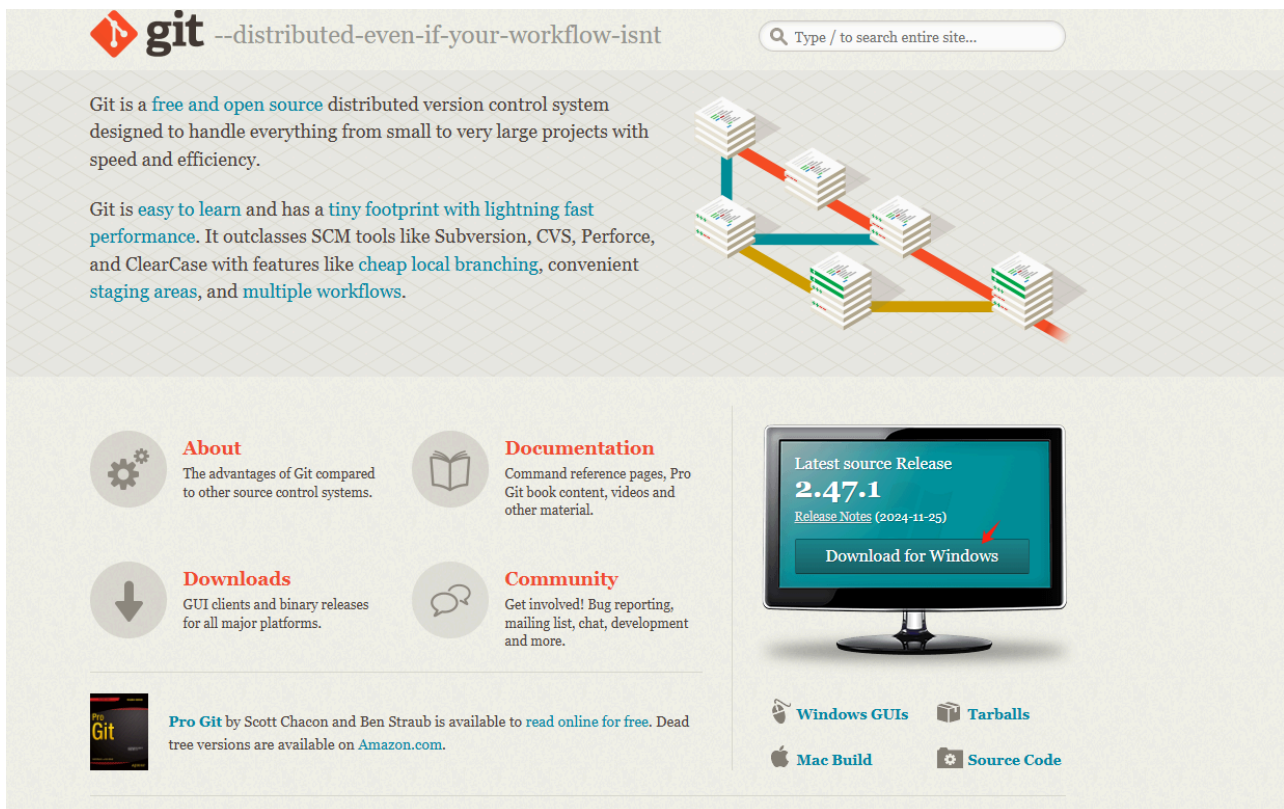 git --distributed-even-if-your-workflow-isnt
Type / to search entire site...
Git is a free and open source distributed version control system
designed to handle everything from small to very large projects with
speed and efficiency.
Git is easy to learn and has a tiny footprint with lightning fast
performance. It outclasses SCM tools like Subversion, CVS, Perforce,
and ClearCase with features like cheap local branching, convenient
staging areas, and multiple workflows.
About
The advantages of Git compared
to other source control systems.
Documentation
Command reference pages, Pro
Git book content, videos and
other material.
Downloads
GUI clients and binary releases
for all major platforms.
Community
Get involved! Bug reporting,
mailing list, chat, development
and more.
Latest source Release
2.47.1
Release Notes (2024-11-25)
Download for Windows
Pro
Git
Pro Git by Scott Chacon and Ben Straub is available to read online for free. Dead
tree versions are available on Amazon.com.
Windows GUIs
Tarballs
Mac Build
Source Code